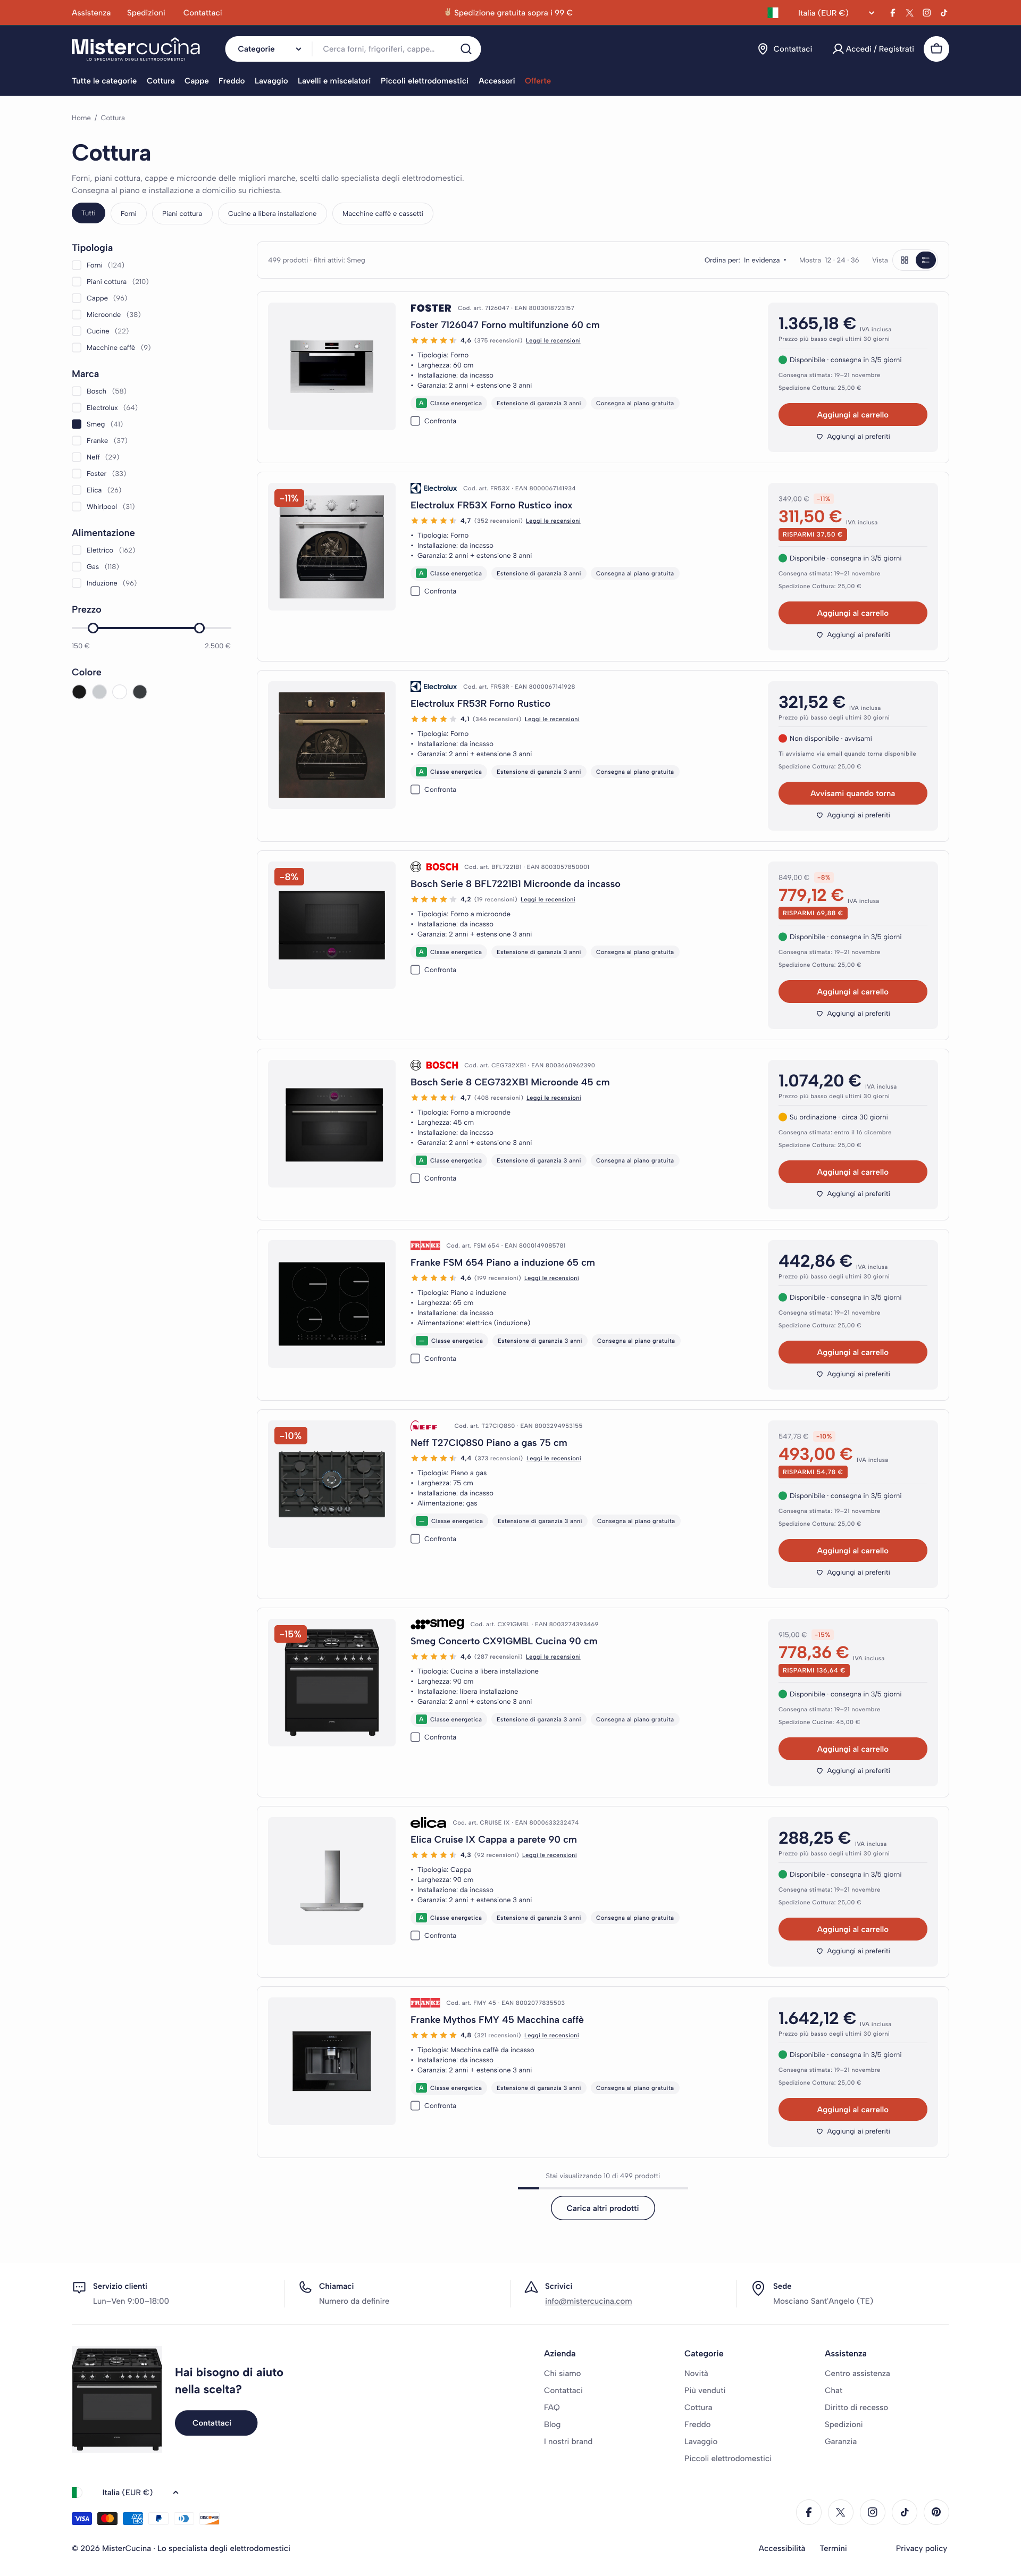 Assistenza Spedizioni Contattaci
✌ Spedizione gratuita sopra i 99 €
Italia (EUR €)
Mistercucina
LO SPECIALISTA DEGLI ELETTRODOMESTICI
Categorie
Cerca forni, frigoriferi, cappe...
Contattaci
Accedi / Registrati
Tutte le categorie Cottura Cappe Freddo Lavaggio Lavelli e miscelatori Piccoli elettrodomestici Accessori Offerte
Home / Cottura
Cottura
Forni, piani cottura, cappe e microonde delle migliori marche, scelti dallo specialista degli elettrodomestici.
Consegna al piano e installazione a domicilio su richiesta.
Tutti Forni Piani cottura Cucine a libera installazione Macchine caffè e cassetti
Tipologia
Forni (124)
Piani cottura (210)
Cappe (96)
Microonde (38)
Cucine (22)
Macchine caffè (9)
Marca
Bosch (58)
Electrolux (64)
Smeg (41)
Franke (37)
Neff (29)
Foster (33)
Elica (26)
Whirlpool (31)
Alimentazione
Elettrico (162)
Gas (118)
Induzione (96)
Prezzo
150 € 2.500 €
Colore
499 prodotti · filtri attivi: Smeg
Ordina per: In evidenza
Mostra 12 · 24 · 36
Vista
FOSTER Cod. art. 7126047 · EAN 8003018723157
Foster 7126047 Forno multifunzione 60 cm
4,6 (375 recensioni) Leggi le recensioni
• Tipologia: Forno
• Larghezza: 60 cm
• Installazione: da incasso
• Garanzia: 2 anni + estensione 3 anni
A Classe energetica Estensione di garanzia 3 anni Consegna al piano gratuita
Confronta
1.365,18 € IVA inclusa
Prezzo più basso degli ultimi 30 giorni
Disponibile · consegna in 3/5 giorni
Consegna stimata: 19–21 novembre
Spedizione Cottura: 25,00 €
Aggiungi al carrello
Aggiungi ai preferiti
-11%
Electrolux Cod. art. FR53X · EAN 8000067141934
Electrolux FR53X Forno Rustico inox
4,7 (352 recensioni) Leggi le recensioni
• Tipologia: Forno
• Installazione: da incasso
• Garanzia: 2 anni + estensione 3 anni
A Classe energetica Estensione di garanzia 3 anni Consegna al piano gratuita
Confronta
349,00 € -11%
311,50 € IVA inclusa
RISPARMI 37,50 €
Disponibile · consegna in 3/5 giorni
Consegna stimata: 19–21 novembre
Spedizione Cottura: 25,00 €
Aggiungi al carrello
Aggiungi ai preferiti
Electrolux Cod. art. FR53R · EAN 8000067141928
Electrolux FR53R Forno Rustico
4,1 (346 recensioni) Leggi le recensioni
• Tipologia: Forno
• Installazione: da incasso
• Garanzia: 2 anni + estensione 3 anni
A Classe energetica Estensione di garanzia 3 anni Consegna al piano gratuita
Confronta
321,52 € IVA inclusa
Prezzo più basso degli ultimi 30 giorni
Non disponibile · avvisami
Ti avvisiamo via email quando torna disponibile
Spedizione Cottura: 25,00 €
Avvisami quando torna
Aggiungi ai preferiti
-8%
BOSCH Cod. art. BFL7221B1 · EAN 8003057850001
Bosch Serie 8 BFL7221B1 Microonde da incasso
4,2 (19 recensioni) Leggi le recensioni
• Tipologia: Forno a microonde
• Installazione: da incasso
• Garanzia: 2 anni + estensione 3 anni
A Classe energetica Estensione di garanzia 3 anni Consegna al piano gratuita
Confronta
849,00 € -8%
779,12 € IVA inclusa
RISPARMI 69,88 €
Disponibile · consegna in 3/5 giorni
Consegna stimata: 19–21 novembre
Spedizione Cottura: 25,00 €
Aggiungi al carrello
Aggiungi ai preferiti
BOSCH Cod. art. CEG732XB1 · EAN 8003660962390
Bosch Serie 8 CEG732XB1 Microonde 45 cm
4,7 (408 recensioni) Leggi le recensioni
• Tipologia: Forno a microonde
• Larghezza: 45 cm
• Installazione: da incasso
• Garanzia: 2 anni + estensione 3 anni
A Classe energetica Estensione di garanzia 3 anni Consegna al piano gratuita
Confronta
1.074,20 € IVA inclusa
Prezzo più basso degli ultimi 30 giorni
Su ordinazione · circa 30 giorni
Consegna stimata: entro il 16 dicembre
Spedizione Cottura: 25,00 €
Aggiungi al carrello
Aggiungi ai preferiti
FRANKE Cod. art. FSM 654 · EAN 8000149085781
Franke FSM 654 Piano a induzione 65 cm
4,6 (199 recensioni) Leggi le recensioni
• Tipologia: Piano a induzione
• Larghezza: 65 cm
• Installazione: da incasso
• Alimentazione: elettrica (induzione)
— Classe energetica Estensione di garanzia 3 anni Consegna al piano gratuita
Confronta
442,86 € IVA inclusa
Prezzo più basso degli ultimi 30 giorni
Disponibile · consegna in 3/5 giorni
Consegna stimata: 19–21 novembre
Spedizione Cottura: 25,00 €
Aggiungi al carrello
Aggiungi ai preferiti
-10%
NEFF Cod. art. T27CIQ8S0 · EAN 8003294953155
Neff T27CIQ8S0 Piano a gas 75 cm
4,4 (373 recensioni) Leggi le recensioni
• Tipologia: Piano a gas
• Larghezza: 75 cm
• Installazione: da incasso
• Alimentazione: gas
— Classe energetica Estensione di garanzia 3 anni Consegna al piano gratuita
Confronta
547,78 € -10%
493,00 € IVA inclusa
RISPARMI 54,78 €
Disponibile · consegna in 3/5 giorni
Consegna stimata: 19–21 novembre
Spedizione Cottura: 25,00 €
Aggiungi al carrello
Aggiungi ai preferiti
-15%
smeg Cod. art. CX91GMBL · EAN 8003274393469
Smeg Concerto CX91GMBL Cucina 90 cm
4,6 (287 recensioni) Leggi le recensioni
• Tipologia: Cucina a libera installazione
• Larghezza: 90 cm
• Installazione: libera installazione
• Garanzia: 2 anni + estensione 3 anni
A Classe energetica Estensione di garanzia 3 anni Consegna al piano gratuita
Confronta
915,00 € -15%
778,36 € IVA inclusa
RISPARMI 136,64 €
Disponibile · consegna in 3/5 giorni
Consegna stimata: 19–21 novembre
Spedizione Cucine: 45,00 €
Aggiungi al carrello
Aggiungi ai preferiti
elica Cod. art. CRUISE IX · EAN 8000633232474
Elica Cruise IX Cappa a parete 90 cm
4,3 (92 recensioni) Leggi le recensioni
• Tipologia: Cappa
• Larghezza: 90 cm
• Installazione: da incasso
• Garanzia: 2 anni + estensione 3 anni
A Classe energetica Estensione di garanzia 3 anni Consegna al piano gratuita
Confronta
288,25 € IVA inclusa
Prezzo più basso degli ultimi 30 giorni
Disponibile · consegna in 3/5 giorni
Consegna stimata: 19–21 novembre
Spedizione Cottura: 25,00 €
Aggiungi al carrello
Aggiungi ai preferiti
FRANKE Cod. art. FMY 45 · EAN 8002077835503
Franke Mythos FMY 45 Macchina caffè
4,8 (321 recensioni) Leggi le recensioni
• Tipologia: Macchina caffè da incasso
• Installazione: da incasso
• Garanzia: 2 anni + estensione 3 anni
A Classe energetica Estensione di garanzia 3 anni Consegna al piano gratuita
Confronta
1.642,12 € IVA inclusa
Prezzo più basso degli ultimi 30 giorni
Disponibile · consegna in 3/5 giorni
Consegna stimata: 19–21 novembre
Spedizione Cottura: 25,00 €
Aggiungi al carrello
Aggiungi ai preferiti
Stai visualizzando 10 di 499 prodotti
Carica altri prodotti
Servizio clienti
Lun–Ven 9:00–18:00
Chiamaci
Numero da definire
Scrivici
info@mistercucina.com
Sede
Mosciano Sant'Angelo (TE)
Hai bisogno di aiuto
nella scelta?
Contattaci
Azienda
Chi siamo
Contattaci
FAQ
Blog
I nostri brand
Categorie
Novità
Più venduti
Cottura
Freddo
Lavaggio
Piccoli elettrodomestici
Assistenza
Centro assistenza
Chat
Diritto di recesso
Spedizioni
Garanzia
Italia (EUR €)
VISA AMEX DISCOVER
© 2026 MisterCucina · Lo specialista degli elettrodomestici
Accessibilità Termini Privacy policy